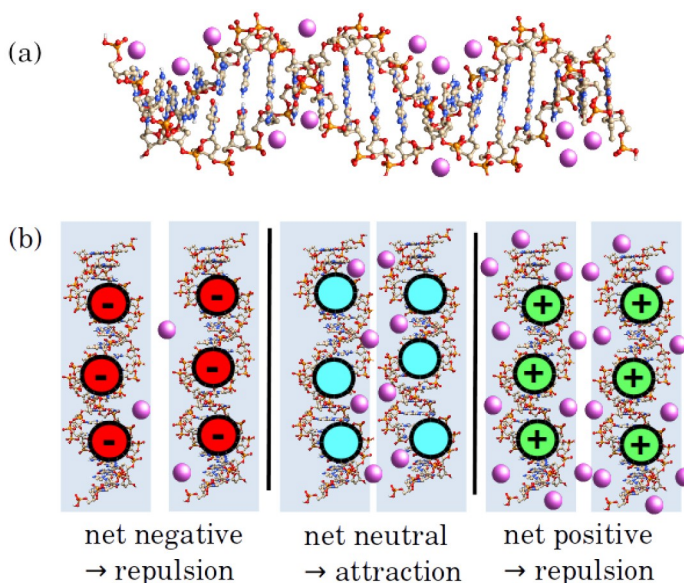 (a)
(b)
- - + +
- - + +
- - + +
net negative net neutral net positive
→ repulsion → attraction → repulsion